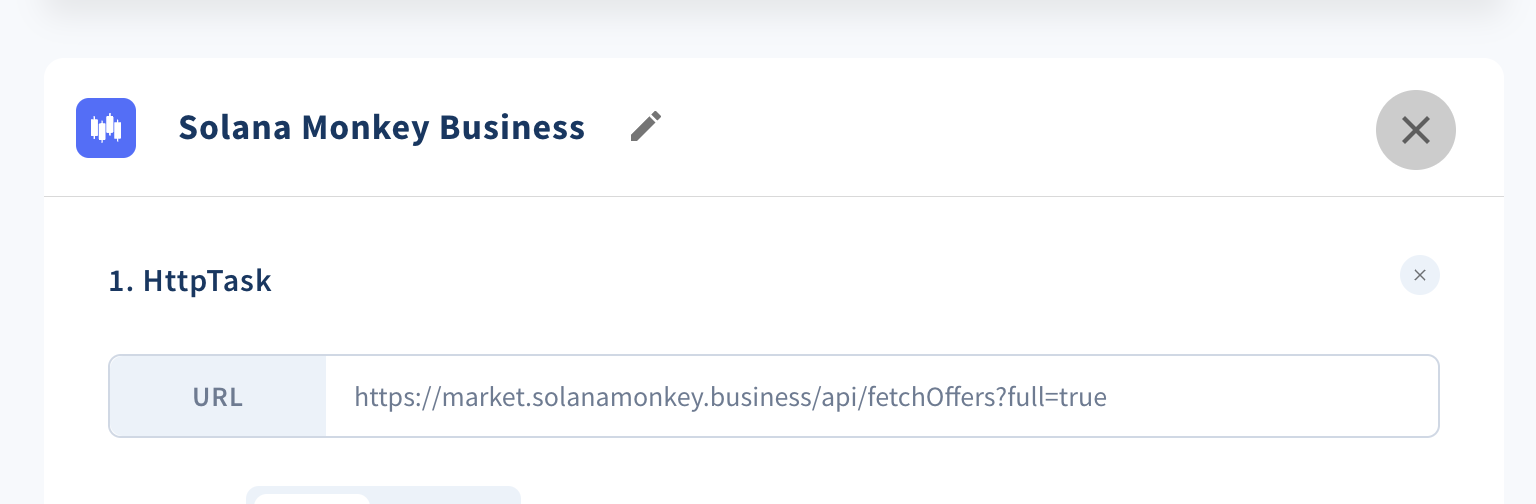 Solana Monkey Business
1. HttpTask
URL
https://market.solanamonkey.business/api/fetchOffers?full=true